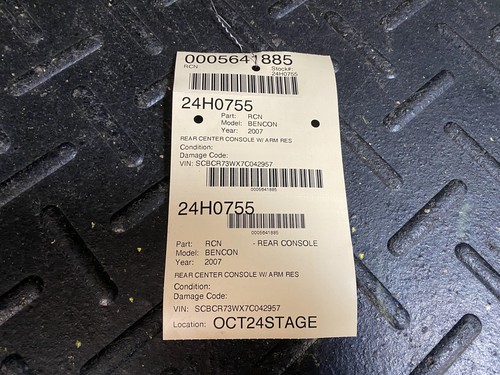 0005641885
RCN Stock#:
24H0755
24H0755
Part: RCN
Model: BENCON
Year: 2007
REAR CENTER CONSOLE W/ ARM RES
Condition:
Damage Code:
VIN: SCBCR73WX7C042957
0005641885
24H0755
0005641885
Part: RCN - REAR CONSOLE
Model: BENCON
Year: 2007
REAR CENTER CONSOLE W/ ARM RES
Condition:
Damage Code:
VIN: SCBCR73WX7C042957
Location: OCT24STAGE